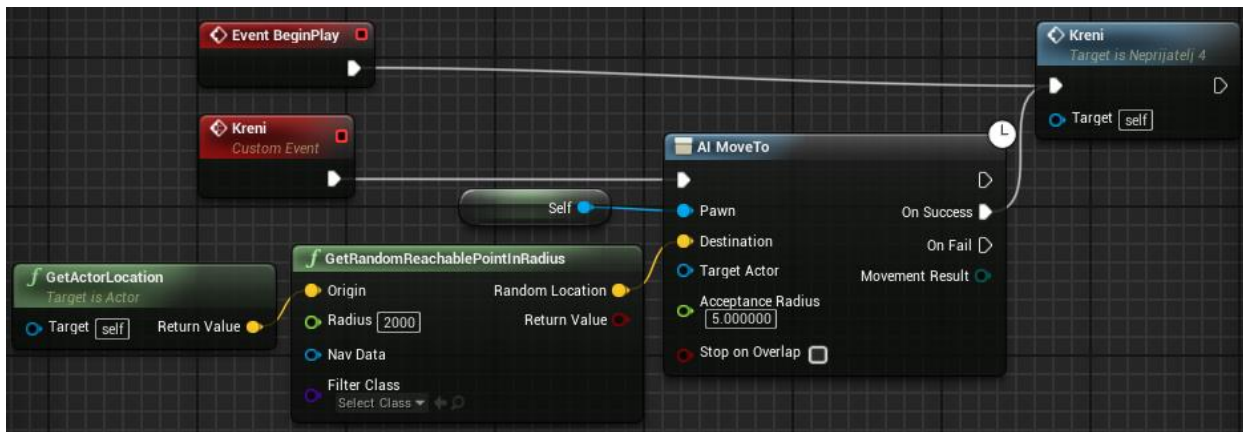 Event BeginPlay
Kreni
Custom Event
Self
GetActorLocation
Target is Actor
Target self
Return Value
GetRandomReachablePointInRadius
Origin
Random Location
Radius 2000
Return Value
Nav Data
Filter Class
Select Class
AI MoveTo
Pawn
On Success
Destination
On Fail
Target Actor
Movement Result
Acceptance Radius
5.000000
Stop on Overlap
Kreni
Target is Neprijatelj 4
Target self